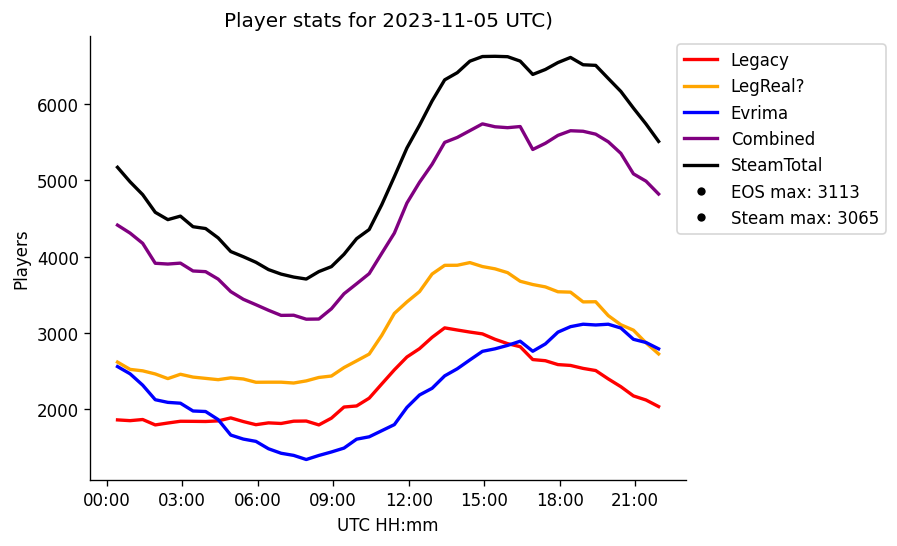 Player stats for 2023-11-05 UTC)
Legacy
LegReal?
Evrima
Combined
SteamTotal
EOS max: 3113
Steam max: 3065
Players
6000
5000
4000
3000
2000
00:00 03:00 06:00 09:00 12:00 15:00 18:00 21:00
UTC HH:mm